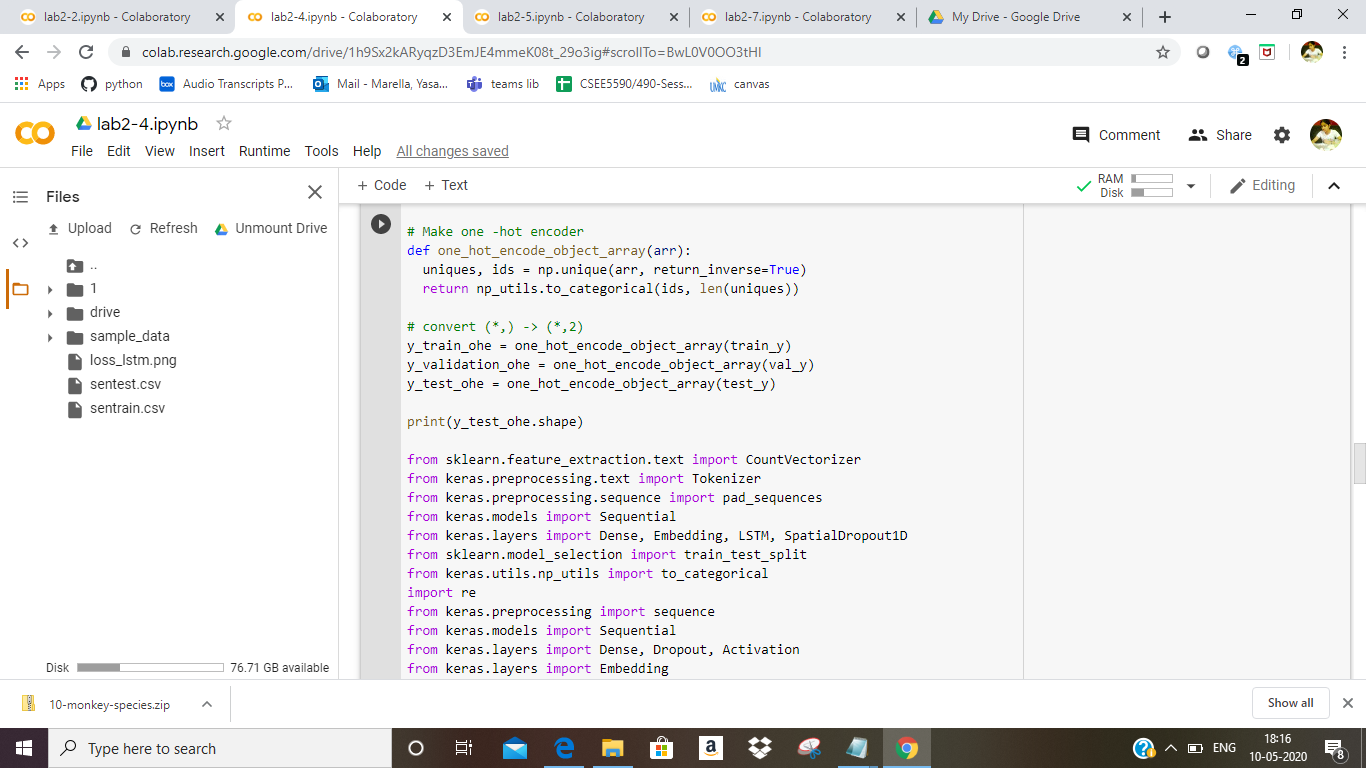 lab2-2.ipynb - Colaboratory
lab2-4.ipynb - Colaboratory
lab2-5.ipynb - Colaboratory
lab2-7.ipynb - Colaboratory
My Drive - Google Drive
colab.research.google.com/drive/1h9Sx2kARyqzD3EmJE4mmeK08t_29o3ig#scrollTo=BwL0V0OO3tHI
2
Apps
python
box
Audio Transcripts P...
Mail - Marella, Yasa...
teams lib
CSEE5590/490-Sess...
UMKC
canvas
lab2-4.ipynb
Comment
Share
File Edit View Insert Runtime Tools Help All changes saved
Files
Upload Refresh Unmount Drive
..
1
drive
sample_data
loss_lstm.png
sentest.csv
sentrain.csv
Disk 76.71 GB available
+ Code + Text
RAM
Disk
Editing
# Make one -hot encoder
def one_hot_encode_object_array(arr):
  uniques, ids = np.unique(arr, return_inverse=True)
  return np_utils.to_categorical(ids, len(uniques))
# convert (*,) -> (*,2)
y_train_ohe = one_hot_encode_object_array(train_y)
y_validation_ohe = one_hot_encode_object_array(val_y)
y_test_ohe = one_hot_encode_object_array(test_y)
print(y_test_ohe.shape)
from sklearn.feature_extraction.text import CountVectorizer
from keras.preprocessing.text import Tokenizer
from keras.preprocessing.sequence import pad_sequences
from keras.models import Sequential
from keras.layers import Dense, Embedding, LSTM, SpatialDropout1D
from sklearn.model_selection import train_test_split
from keras.utils.np_utils import to_categorical
import re
from keras.preprocessing import sequence
from keras.models import Sequential
from keras.layers import Dense, Dropout, Activation
from keras.layers import Embedding
10-monkey-species.zip
Show all
Type here to search
ENG
18:16
10-05-2020
8